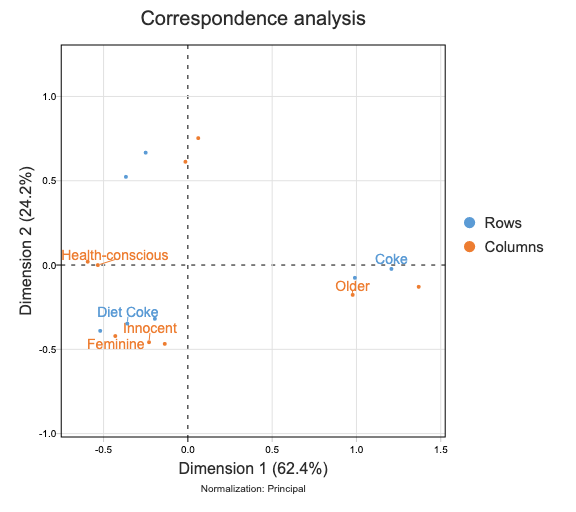 Correspondence analysis
Dimension 2 (24.2%)
1.0
0.5
0.0
-0.5
-1.0
Health-conscious
Coke
Older
Diet Coke
Innocent
Feminine
Rows
Columns
-0.5
0.0
0.5
1.0
1.5
Dimension 1 (62.4%)
Normalization: Principal